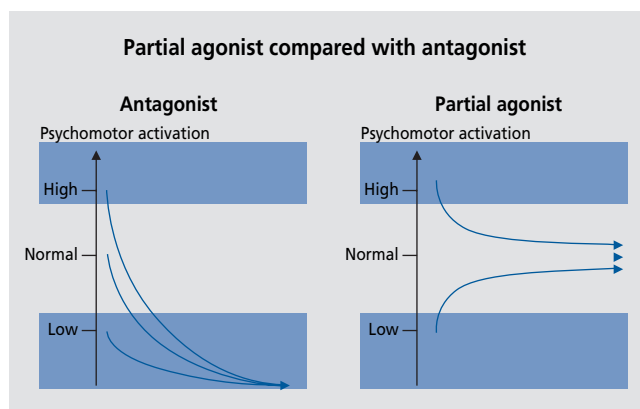 Partial agonist compared with antagonist
Antagonist
Psychomotor activation
High
Normal
Low
Partial agonist
Psychomotor activation
High
Normal
Low